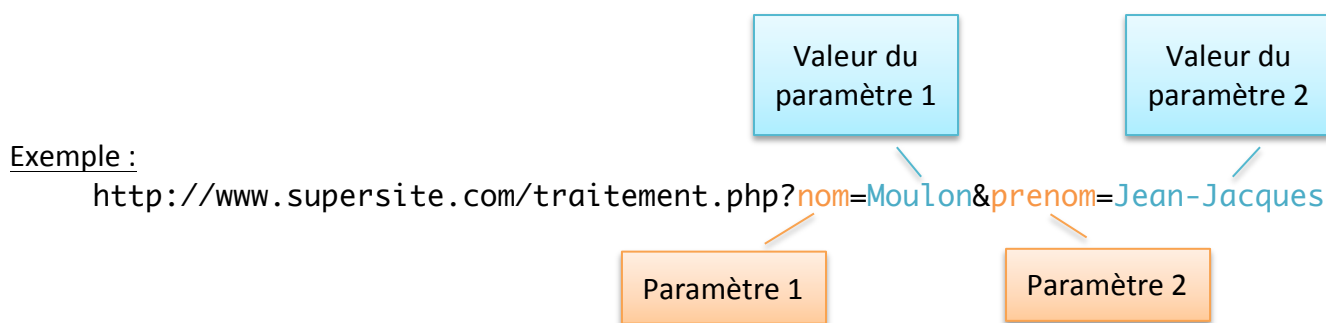 Valeur du
paramètre 1
Valeur du
paramètre 2
Exemple :
http://www.supersite.com/traitement.php?nom=Moulon&prenom=Jean-Jacques
Paramètre 1
Paramètre 2